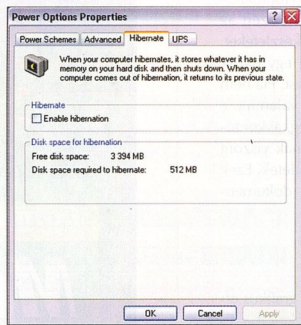 Power Options Properties
Power Schemes Advanced Hibernate UPS
When your computer hibernates, it stores whatever it has in
memory on your hard disk and then shuts down. When your
computer comes out of hibernation, it returns to its previous state.
Hibernate
Enable hibernation
Disk space for hibernation
Free disk space: 3 394 MB
Disk space required to hibernate: 512 MB
OK Cancel Apply